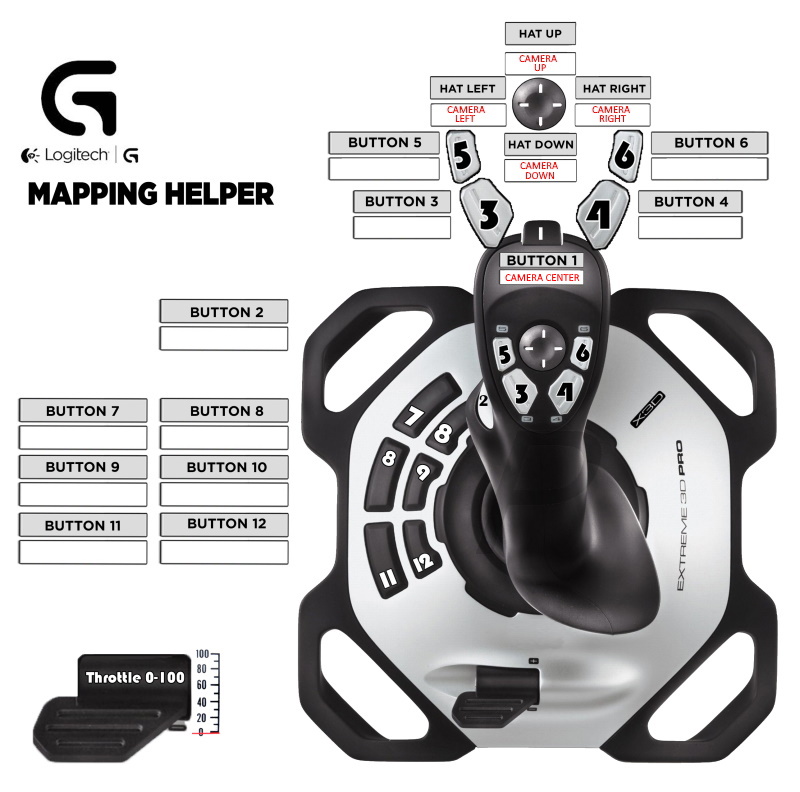 HAT UP
CAMERA
UP
HAT LEFT
HAT RIGHT
CAMERA
LEFT
CAMERA
RIGHT
Logitech G
BUTTON 5
5
HAT DOWN
6
BUTTON 6
CAMERA
DOWN
MAPPING HELPER
BUTTON 3
3
4
BUTTON 4
BUTTON 1
CAMERA CENTER
BUTTON 2
5
6
3
4
2
BUTTON 7
BUTTON 8
7
8
BUTTON 9
BUTTON 10
8
9
BUTTON 11
BUTTON 12
11
12
X3D
EXTREME 3D PRO
Throttle 0-100
100
80
60
40
20
0
+